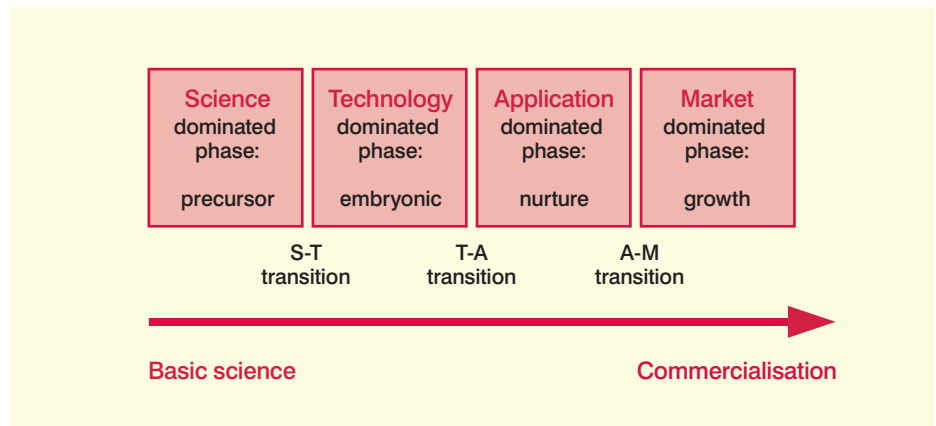 Science
dominated
phase:
precursor
Technology
dominated
phase:
embryonic
Application
dominated
phase:
nurture
Market
dominated
phase:
growth
S-T
transition
T-A
transition
A-M
transition
Basic science
Commercialisation